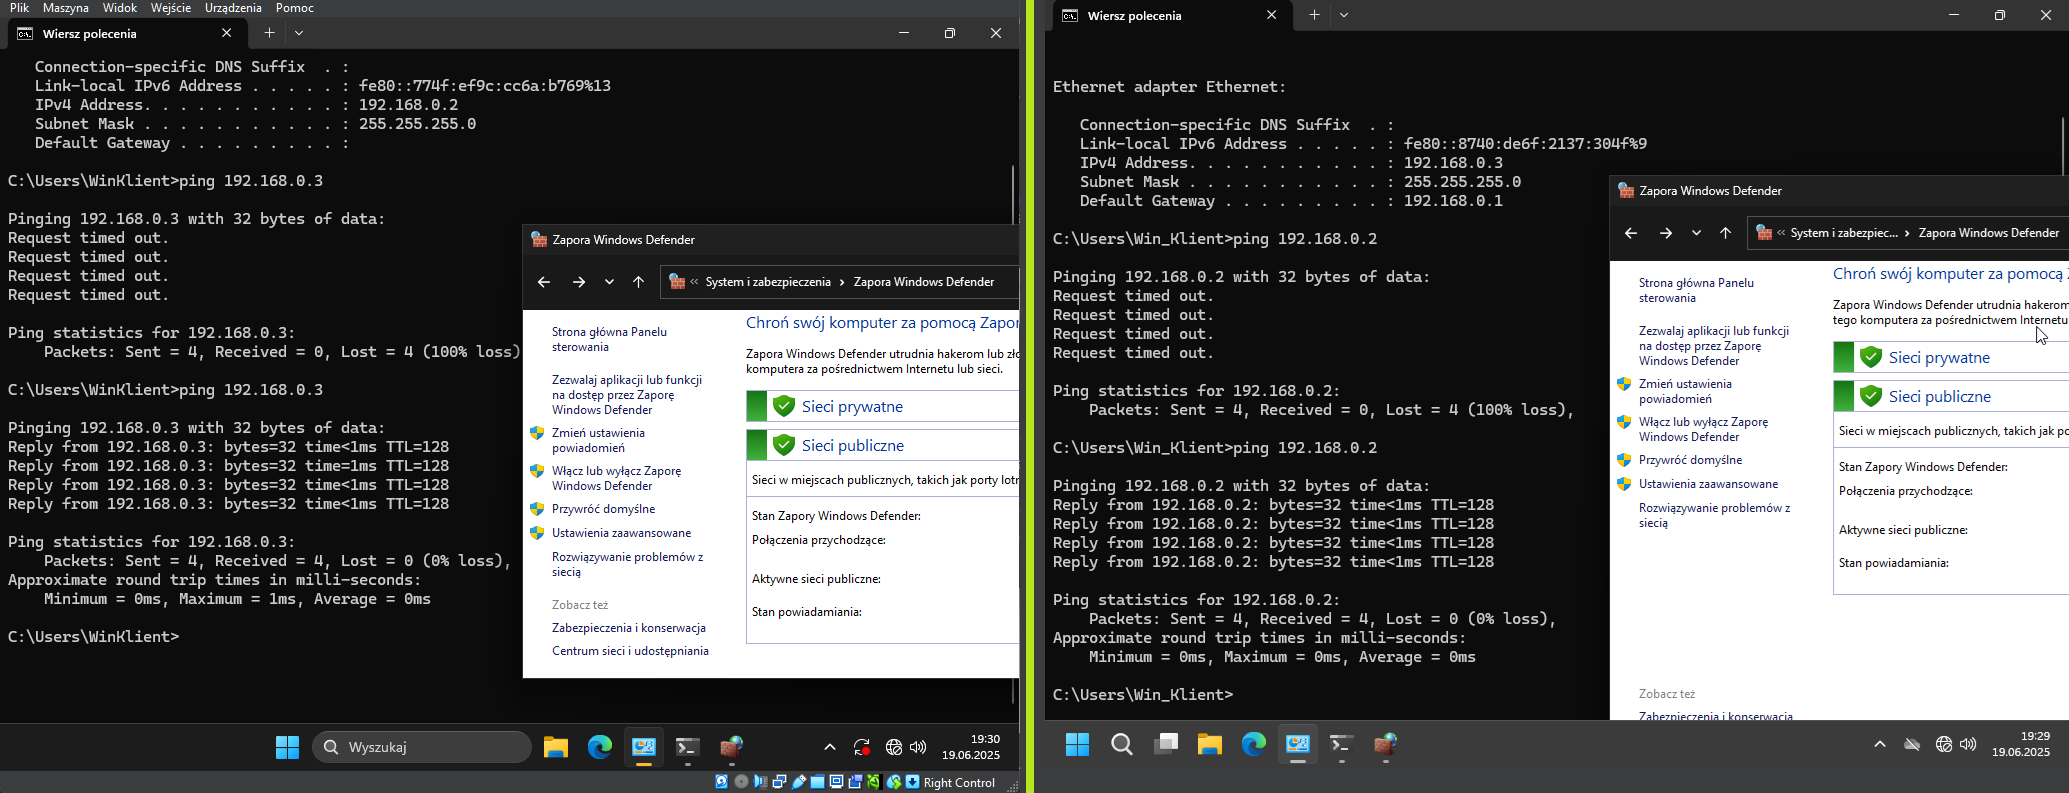 Plik Maszyna Widok Wejście Urządzenia Pomoc
Wiersz polecenia
Connection-specific DNS Suffix  . :
Link-local IPv6 Address . . . . . : fe80::774f:ef9c:cc6a:b769%13
IPv4 Address. . . . . . . . . . . : 192.168.0.2
Subnet Mask . . . . . . . . . . . : 255.255.255.0
Default Gateway . . . . . . . . . :
C:\Users\WinKlient>ping 192.168.0.3
Pinging 192.168.0.3 with 32 bytes of data:
Request timed out.
Request timed out.
Request timed out.
Request timed out.
Ping statistics for 192.168.0.3:
Packets: Sent = 4, Received = 0, Lost = 4 (100% loss)
C:\Users\WinKlient>ping 192.168.0.3
Pinging 192.168.0.3 with 32 bytes of data:
Reply from 192.168.0.3: bytes=32 time<1ms TTL=128
Reply from 192.168.0.3: bytes=32 time=1ms TTL=128
Reply from 192.168.0.3: bytes=32 time<1ms TTL=128
Reply from 192.168.0.3: bytes=32 time<1ms TTL=128
Ping statistics for 192.168.0.3:
Packets: Sent = 4, Received = 4, Lost = 0 (0% loss),
Approximate round trip times in milli-seconds:
Minimum = 0ms, Maximum = 1ms, Average = 0ms
C:\Users\WinKlient>
Zapora Windows Defender
« System i zabezpieczenia > Zapora Windows Defender
Strona główna Panelu
sterowania
Zezwalaj aplikacji lub funkcji
na dostęp przez Zaporę
Windows Defender
Zmień ustawienia
powiadomień
Włącz lub wyłącz Zaporę
Windows Defender
Przywróć domyślne
Ustawienia zaawansowane
Rozwiązywanie problemów z
siecią
Zobacz też
Zabezpieczenia i konserwacja
Centrum sieci i udostępniania
Chroń swój komputer za pomocą Zapor
Zapora Windows Defender utrudnia hakerom lub zło
komputera za pośrednictwem Internetu lub sieci.
Sieci prywatne
Sieci publiczne
Sieci w miejscach publicznych, takich jak porty lotr
Stan Zapory Windows Defender:
Połączenia przychodzące:
Aktywne sieci publiczne:
Stan powiadamiania:
Wyszukaj
19:30
19.06.2025
Right Control
Wiersz polecenia
Ethernet adapter Ethernet:
Connection-specific DNS Suffix  . :
Link-local IPv6 Address . . . . . : fe80::8740:de6f:2137:304f%9
IPv4 Address. . . . . . . . . . . : 192.168.0.3
Subnet Mask . . . . . . . . . . . : 255.255.255.0
Default Gateway . . . . . . . . . : 192.168.0.1
C:\Users\Win_Klient>ping 192.168.0.2
Pinging 192.168.0.2 with 32 bytes of data:
Request timed out.
Request timed out.
Request timed out.
Request timed out.
Ping statistics for 192.168.0.2:
Packets: Sent = 4, Received = 0, Lost = 4 (100% loss),
C:\Users\Win_Klient>ping 192.168.0.2
Pinging 192.168.0.2 with 32 bytes of data:
Reply from 192.168.0.2: bytes=32 time<1ms TTL=128
Reply from 192.168.0.2: bytes=32 time<1ms TTL=128
Reply from 192.168.0.2: bytes=32 time<1ms TTL=128
Reply from 192.168.0.2: bytes=32 time<1ms TTL=128
Ping statistics for 192.168.0.2:
Packets: Sent = 4, Received = 4, Lost = 0 (0% loss),
Approximate round trip times in milli-seconds:
Minimum = 0ms, Maximum = 0ms, Average = 0ms
C:\Users\Win_Klient>
Zapora Windows Defender
« System i zabezpiec... > Zapora Windows Defender
Strona główna Panelu
sterowania
Zezwalaj aplikacji lub funkcji
na dostęp przez Zaporę
Windows Defender
Zmień ustawienia
powiadomień
Włącz lub wyłącz Zaporę
Windows Defender
Przywróć domyślne
Ustawienia zaawansowane
Rozwiązywanie problemów z
siecią
Zobacz też
Zabezpieczenia i konserwacja
Chroń swój komputer za pomocą
Zapora Windows Defender utrudnia hakerom
tego komputera za pośrednictwem Internetu
Sieci prywatne
Sieci publiczne
Sieci w miejscach publicznych, takich jak po
Stan Zapory Windows Defender:
Połączenia przychodzące:
Aktywne sieci publiczne:
Stan powiadamiania:
19:29
19.06.2025